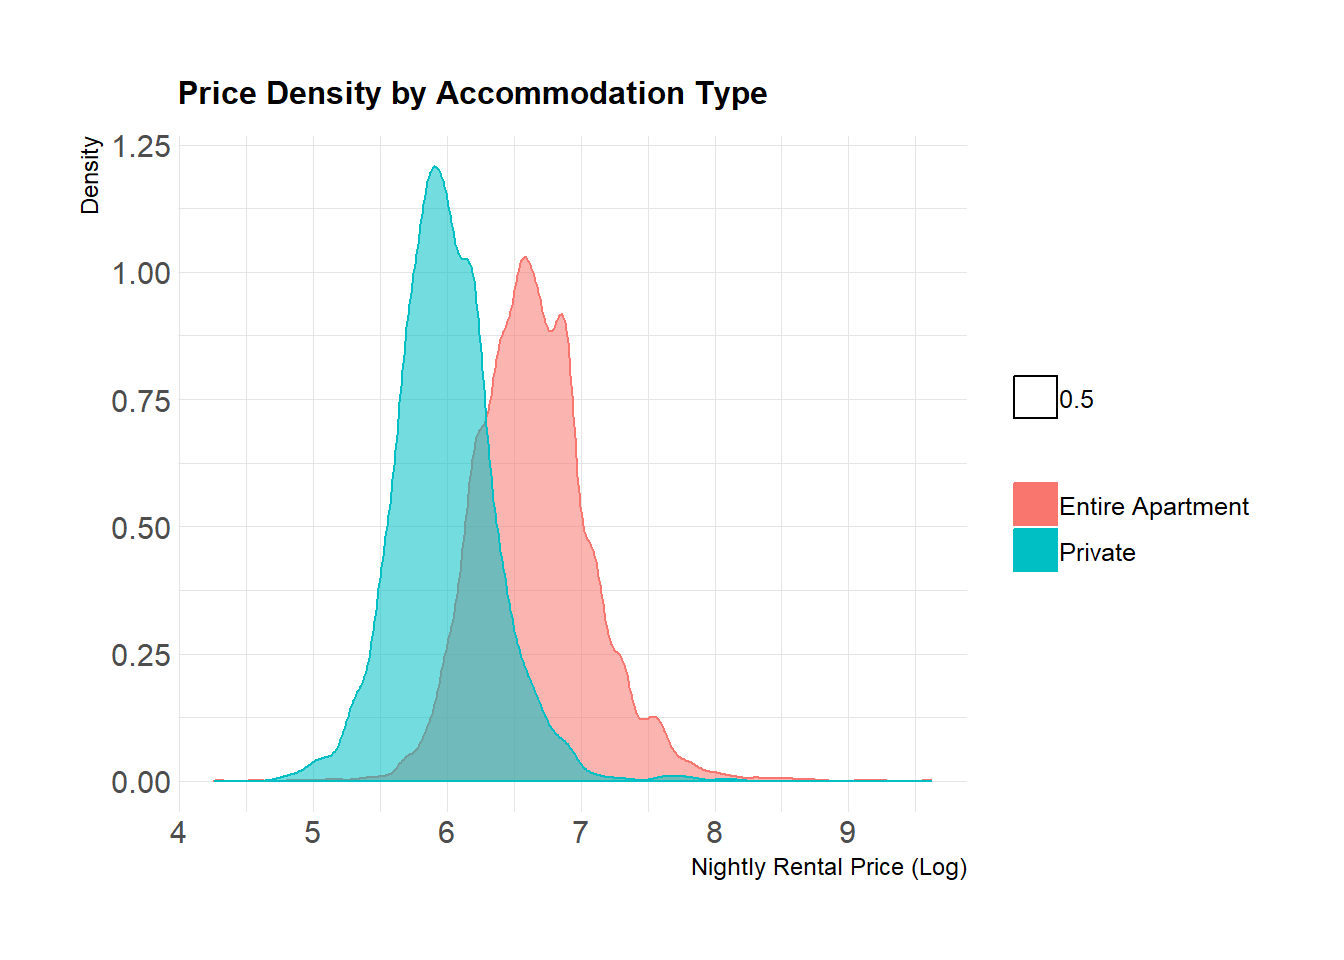 Price Density by Accommodation Type
Density
1.25
1.00
0.75
0.50
0.25
0.00
4 5 6 7 8 9
Nightly Rental Price (Log)
0.5
Entire Apartment
Private